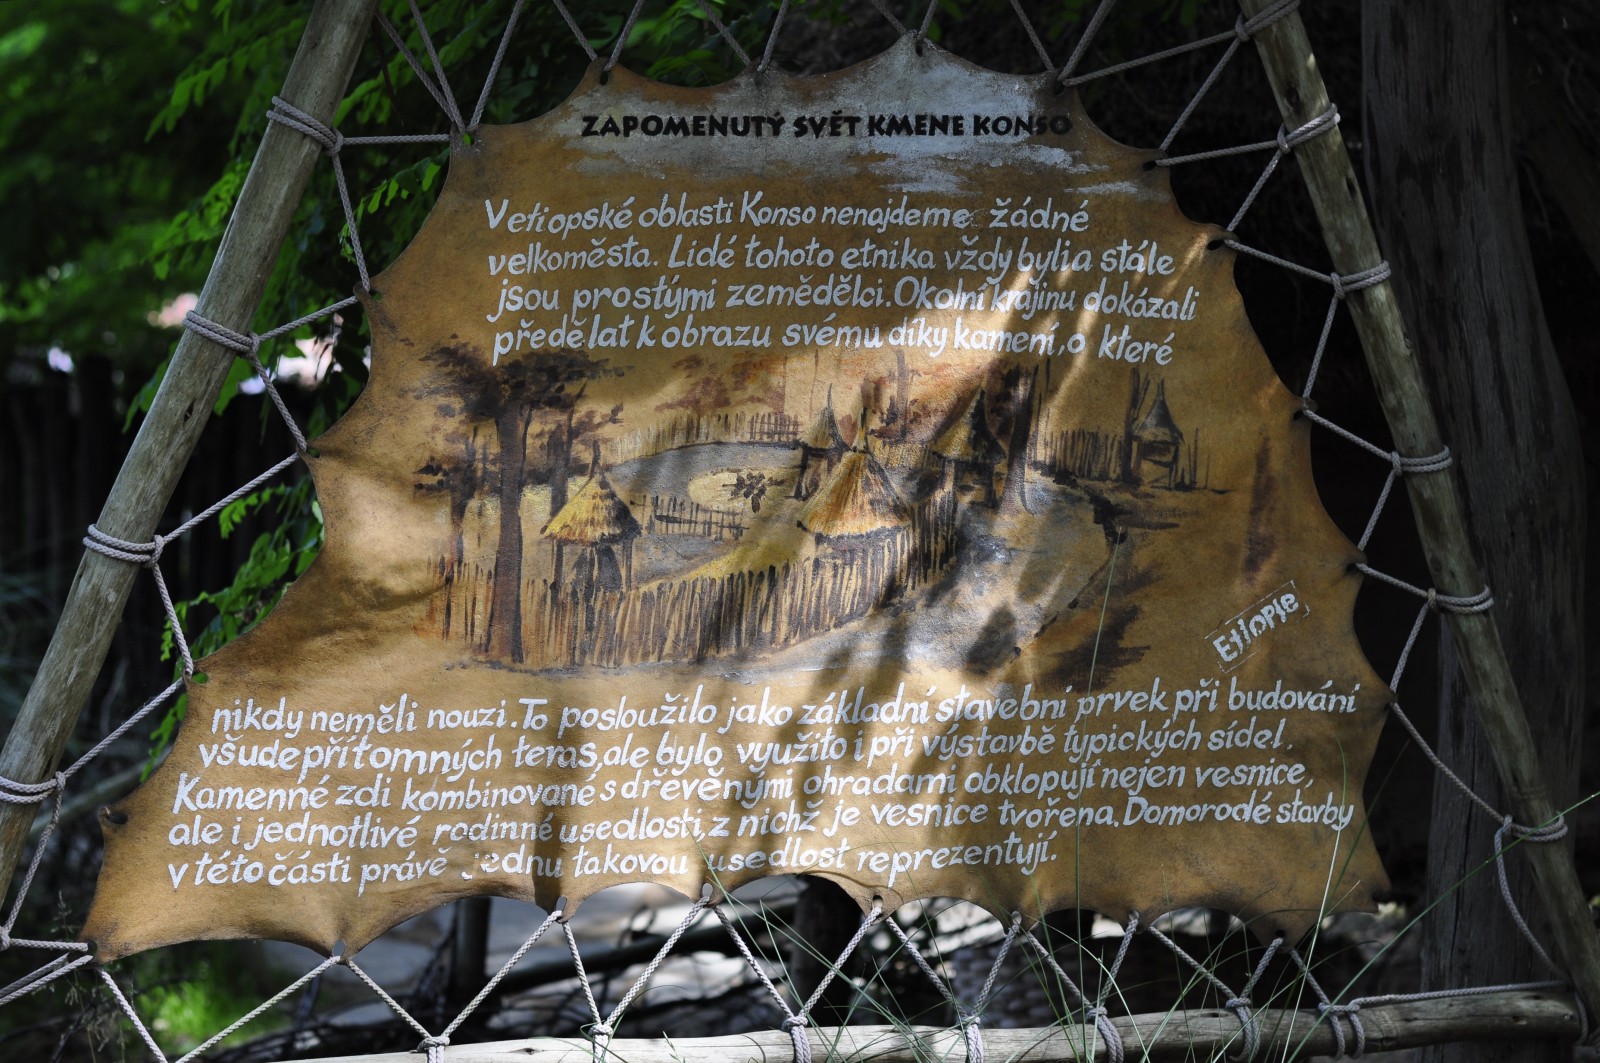 ZAPOMENUTÝ SVĚT KMENE KONSO
V etiopské oblasti Konso nenajdeme žádné
velkoměsta. Lidé tohoto etnika vždy byli a stále
jsou prostými zemědělci. Okolní krajinu dokázali
předělat k obrazu svému díky kamení, o které
Etiopie
nikdy neměli nouzi. To posloužilo jako základní stavební prvek při budování
všudepřítomných teras, ale bylo využito i při výstavbě typických sídel.
Kamenné zdi kombinované s dřěvěnými ohradami obklopují nejen vesnice,
ale i jednotlivé rodinné usedlosti, z nichž je vesnice tvořena. Domorodé stavby
v této části právě jednu takovou usedlost reprezentují.